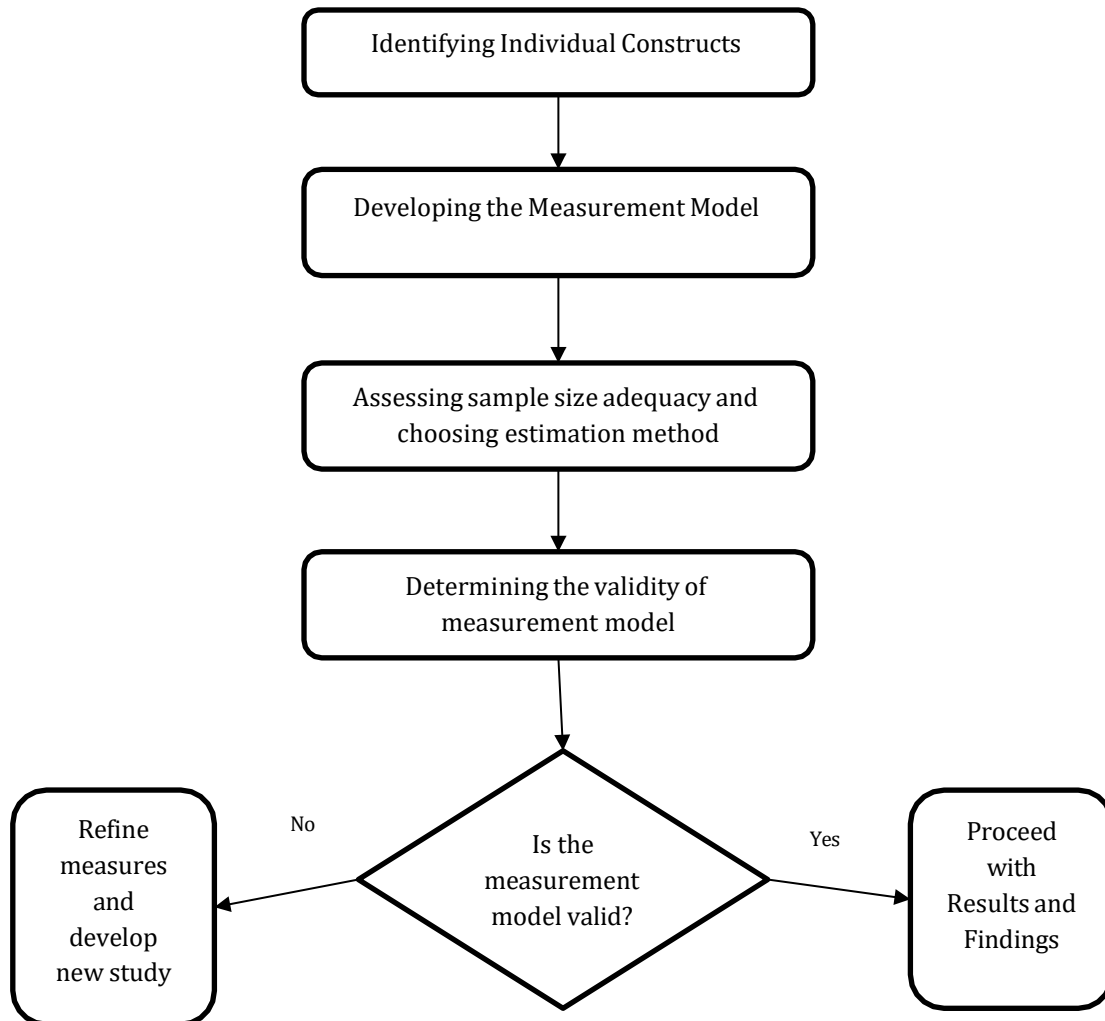 Identifying Individual Constructs
Developing the Measurement Model
Assessing sample size adequacy and
choosing estimation method
Determining the validity of
measurement model
Is the
measurement
model valid?
No
Yes
Refine
measures
and
develop
new study
Proceed
with
Results and
Findings